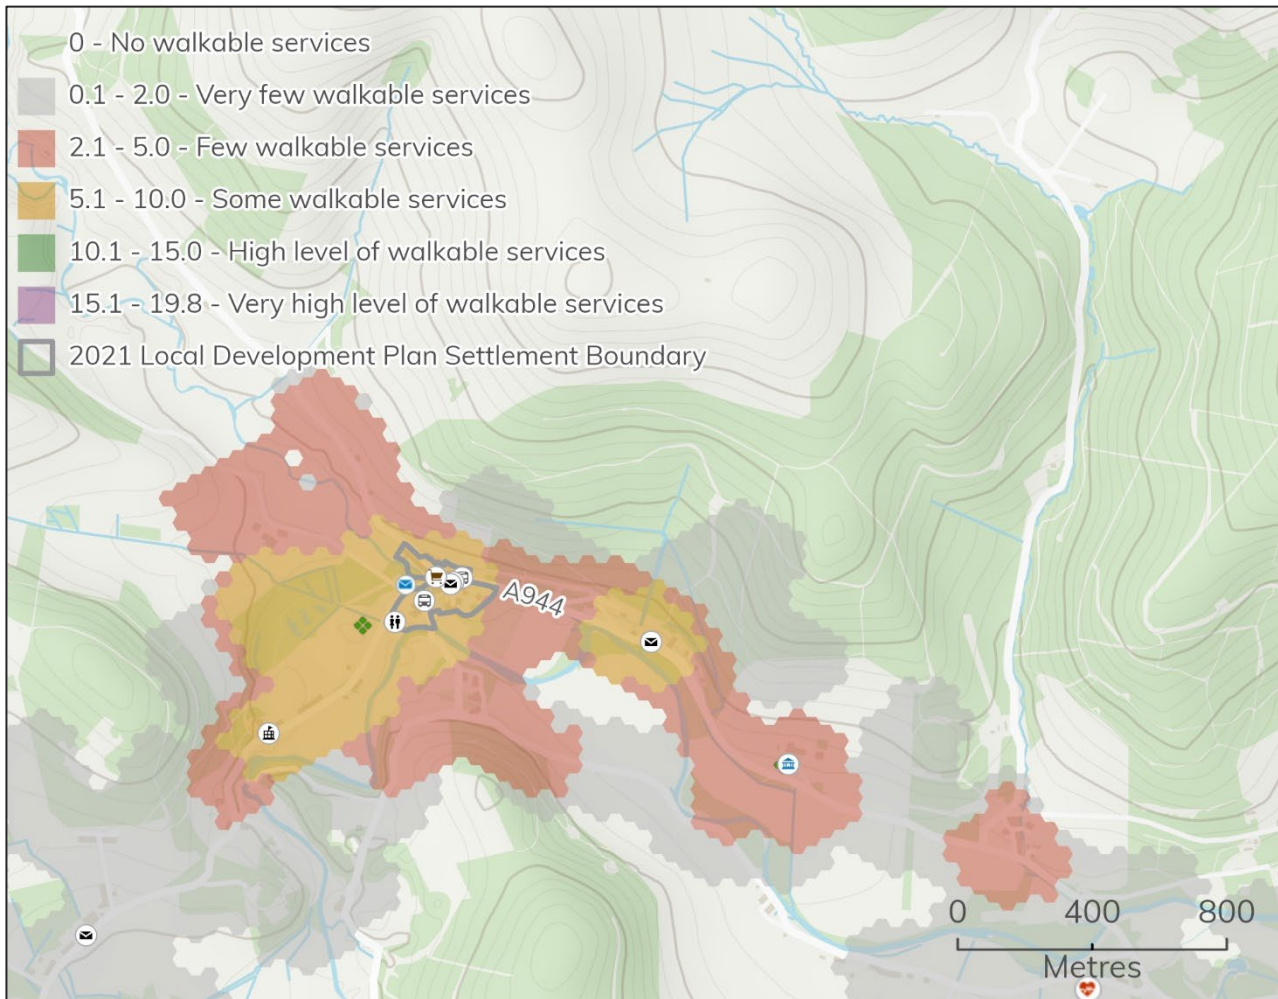 0 - No walkable services
0.1 - 2.0 - Very few walkable services
2.1 - 5.0 - Few walkable services
5.1 - 10.0 - Some walkable services
10.1 - 15.0 - High level of walkable services
15.1 - 19.8 - Very high level of walkable services
2021 Local Development Plan Settlement Boundary
A944
0 400 800
Metres